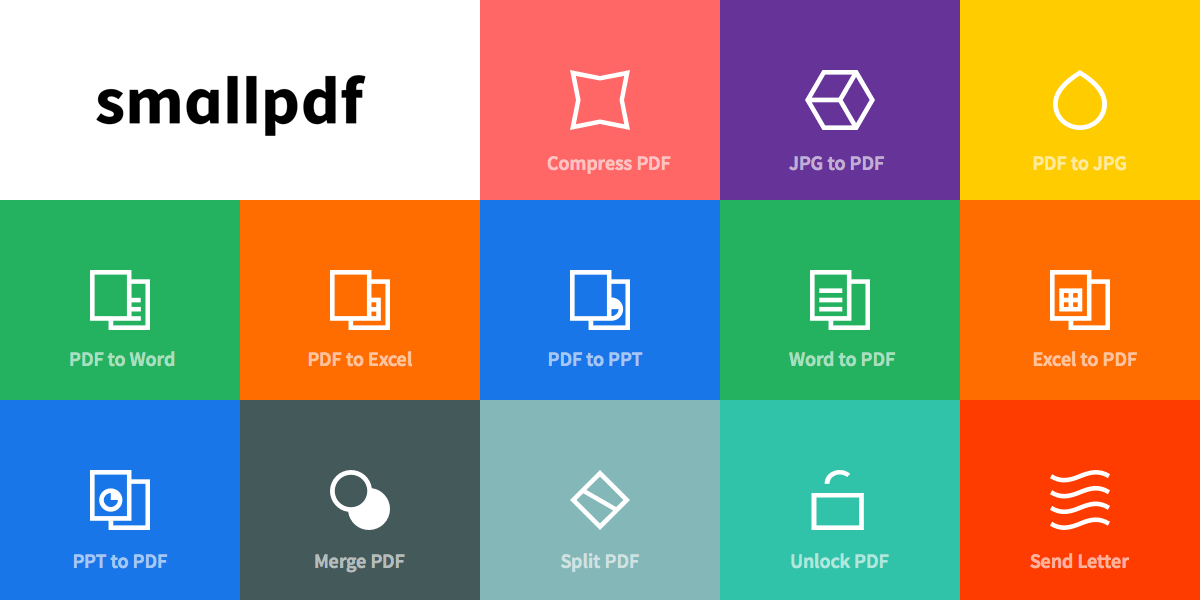 smallpdf
Compress PDF
JPG to PDF
PDF to JPG
PDF to Word
PDF to Excel
PDF to PPT
Word to PDF
Excel to PDF
PPT to PDF
Merge PDF
Split PDF
Unlock PDF
Send Letter